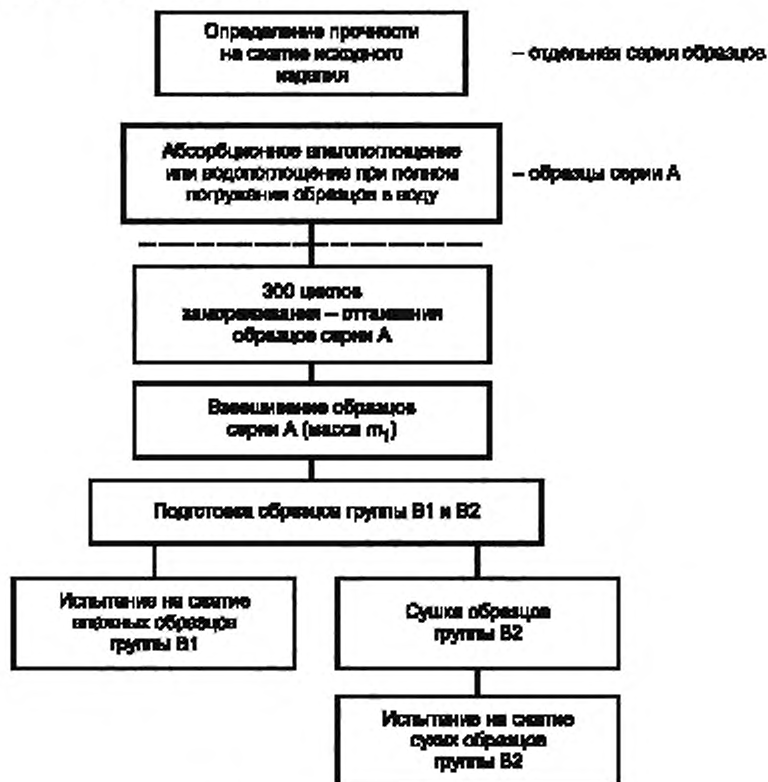 Определение прочности
на сжатие исходного
изделия
– отдельная серия образцов
Абсорбционное влагопоглощение
или водопоглощение при полном
погружения образцов в воду
– образцы серии А
300 циклов
замораживания – оттаивания
образцов серии А
Взвешивание образцов
серии А (масса m1)
Подготовка образцов группы В1 и В2
Испытание на сжатие
влажных образцов
группы В1
Сушка образцов
группы В2
Испытание на сжатие
сухих образцов
группы В2